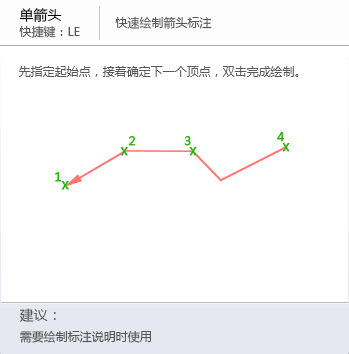 单箭头
快捷键：LE
快速绘制箭头标注
先指定起始点，接着确定下一个顶点，双击完成绘制。
1
2
3
4
建议：
需要绘制标注说明时使用